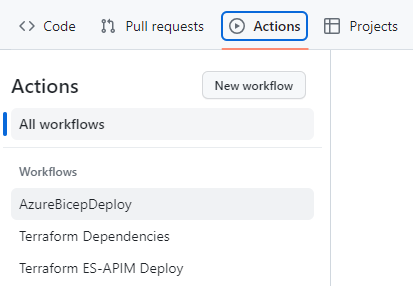 Code Pull requests Actions Projects
Actions New workflow
All workflows
Workflows
AzureBicepDeploy
Terraform Dependencies
Terraform ES-APIM Deploy